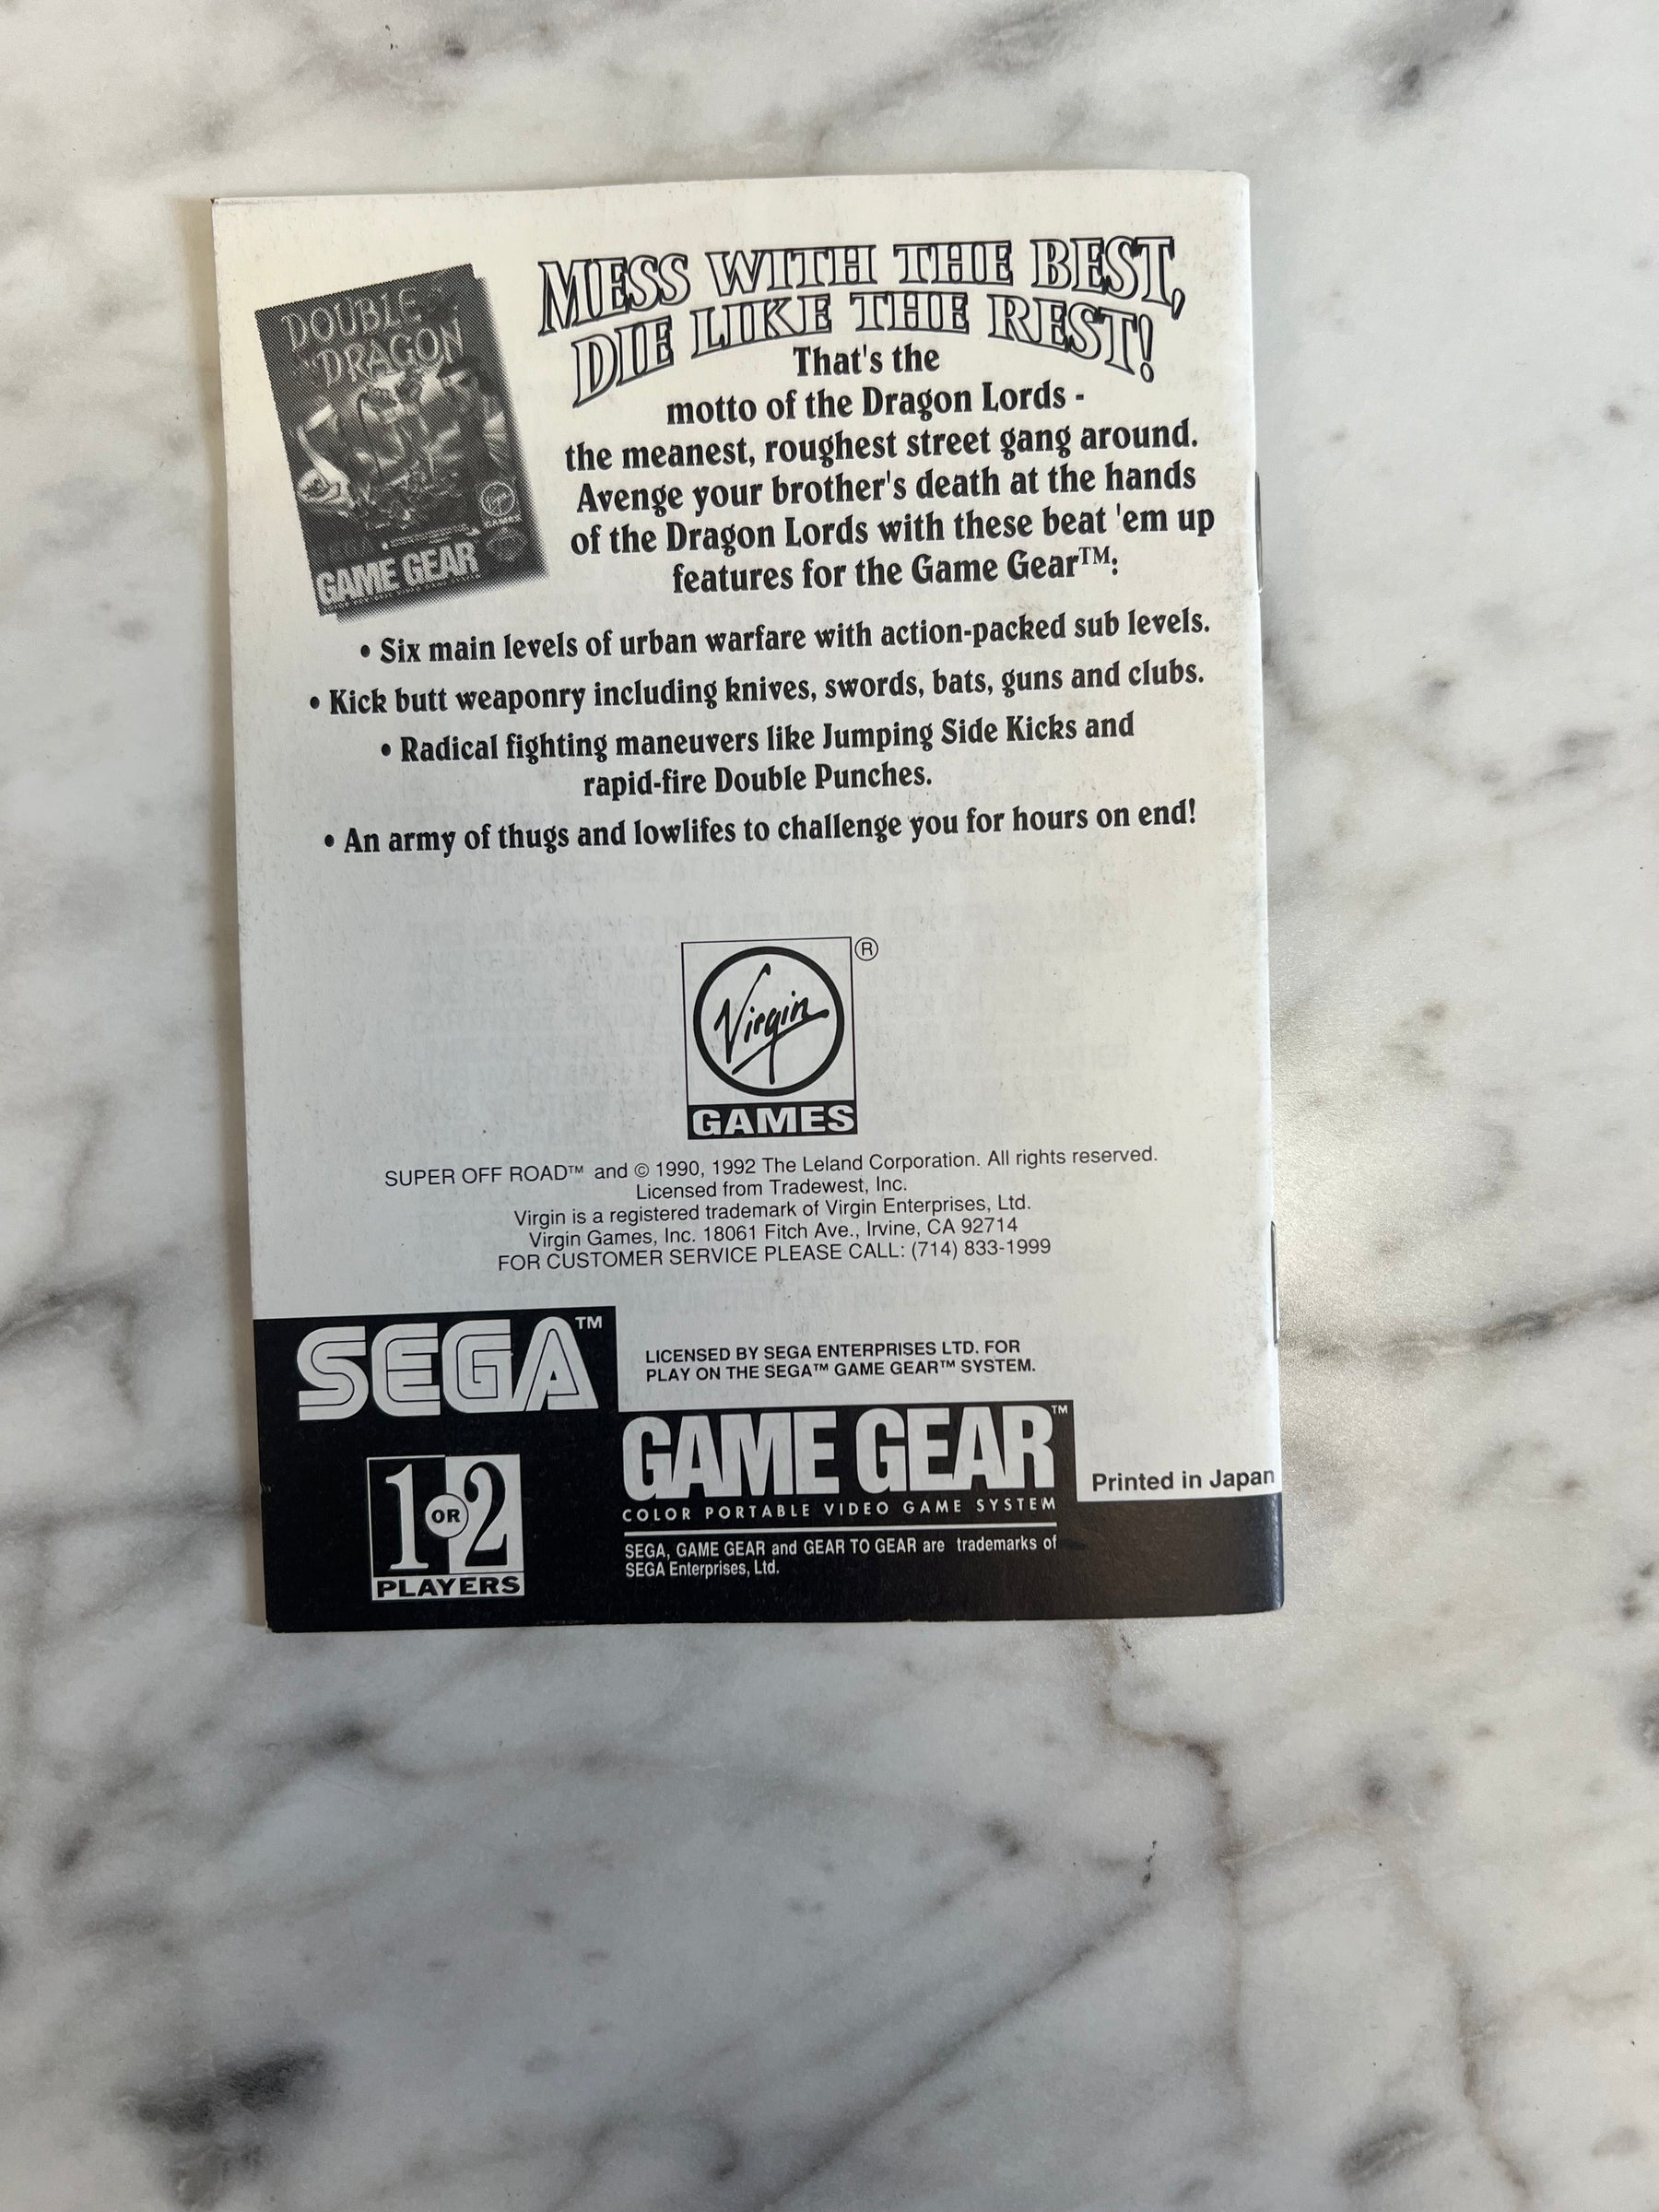 DOUBLE
DRAGON
Virgin
GAMES
SEGA
GAME GEAR
MESS WITH THE BEST,
DIE LIKE THE REST!
That's the
motto of the Dragon Lords -
the meanest, roughest street gang around.
Avenge your brother's death at the hands
of the Dragon Lords with these beat 'em up
features for the Game Gear™:
• Six main levels of urban warfare with action-packed sub levels.
• Kick butt weaponry including knives, swords, bats, guns and clubs.
• Radical fighting maneuvers like Jumping Side Kicks and
rapid-fire Double Punches.
• An army of thugs and lowlifes to challenge you for hours on end!
Virgin ®
GAMES
SUPER OFF ROAD™ and © 1990, 1992 The Leland Corporation. All rights reserved.
Licensed from Tradewest, Inc.
Virgin is a registered trademark of Virgin Enterprises, Ltd.
Virgin Games, Inc. 18061 Fitch Ave., Irvine, CA 92714
FOR CUSTOMER SERVICE PLEASE CALL: (714) 833-1999
SEGA™
LICENSED BY SEGA ENTERPRISES LTD. FOR
PLAY ON THE SEGA™ GAME GEAR™ SYSTEM.
GAME GEAR™
COLOR PORTABLE VIDEO GAME SYSTEM
Printed in Japan
1 OR 2
PLAYERS
SEGA, GAME GEAR and GEAR TO GEAR are trademarks of
SEGA Enterprises, Ltd.